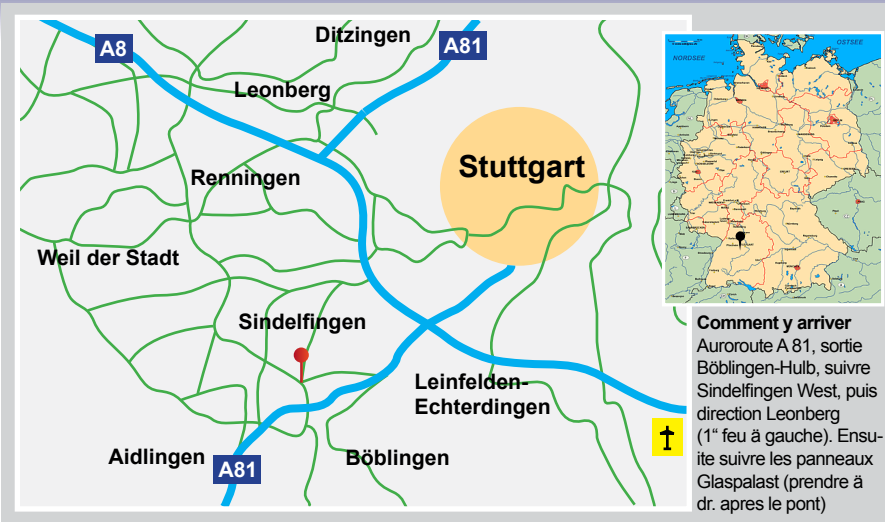 Ditzingen
A8
A81
Leonberg
Stuttgart
Renningen
Weil der Stadt
Sindelfingen
Leinfelden-
Echterdingen
Aidlingen
A81
Böblingen
NORDSEE
OSTSEE
Comment y arriver
Auroroute A 81, sortie
Böblingen-Hulb, suivre
Sindelfingen West, puis
direction Leonberg
(1“ feu ä gauche). Ensu-
ite suivre les panneaux
Glaspalast (prendre ä
dr. apres le pont)